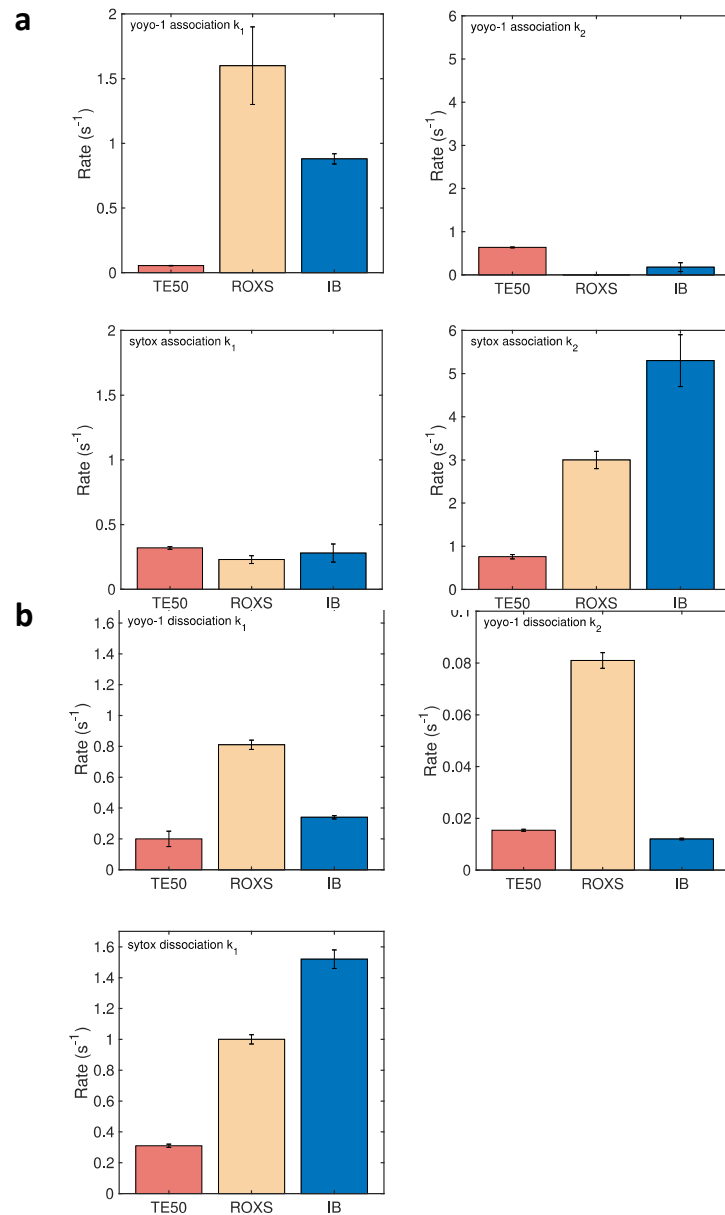 a
yoyo-1 association k1
2
1.5
1
0.5
0
Rate (s-1)
TE50 ROXS IB
yoyo-1 association k2
6
5
4
3
2
1
0
Rate (s-1)
TE50 ROXS IB
sytox association k1
2
1.5
1
0.5
0
Rate (s-1)
TE50 ROXS IB
sytox association k2
6
5
4
3
2
1
0
Rate (s-1)
TE50 ROXS IB
b
yoyo-1 dissociation k1
1.6
1.4
1.2
1
0.8
0.6
0.4
0.2
0
Rate (s-1)
TE50 ROXS IB
yoyo-1 dissociation k2
0.1
0.08
0.06
0.04
0.02
0
Rate (s-1)
TE50 ROXS IB
sytox dissociation k1
1.6
1.4
1.2
1
0.8
0.6
0.4
0.2
0
Rate (s-1)
TE50 ROXS IB